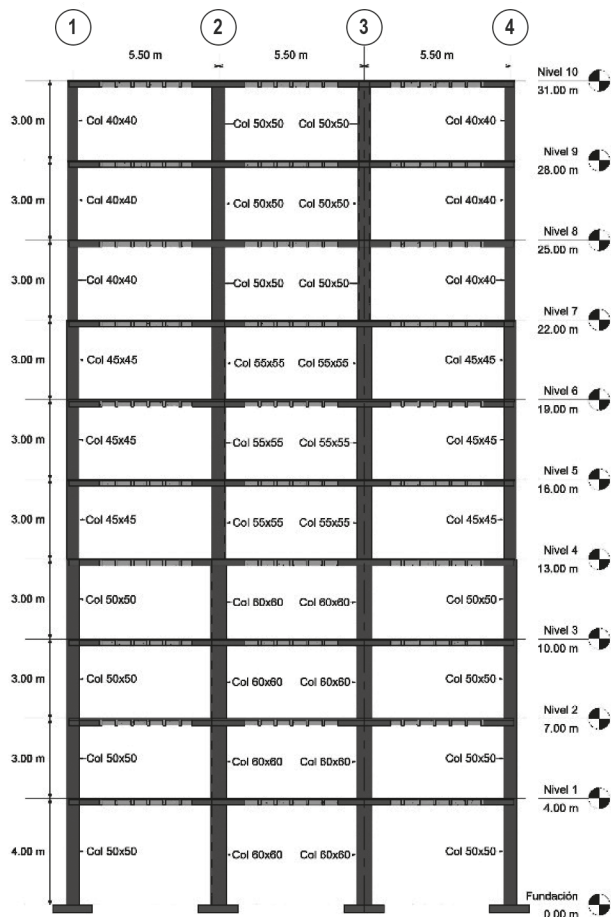 1 2 3 4
5.50 m 5.50 m 5.50 m
Nivel 10
31.00 m
3.00 m Col 40x40 Col 50x50 Col 50x50 Col 40x40
Nivel 9
28.00 m
3.00 m Col 40x40 Col 50x50 Col 50x50 Col 40x40
Nivel 8
25.00 m
3.00 m Col 40x40 Col 50x50 Col 50x50 Col 40x40
Nivel 7
22.00 m
3.00 m Col 45x45 Col 55x55 Col 55x55 Col 45x45
Nivel 6
19.00 m
3.00 m Col 45x45 Col 55x55 Col 55x55 Col 45x45
Nivel 5
16.00 m
3.00 m Col 45x45 Col 55x55 Col 55x55 Col 45x45
Nivel 4
13.00 m
3.00 m Col 50x50 Col 60x60 Col 60x60 Col 50x50
Nivel 3
10.00 m
3.00 m Col 50x50 Col 60x60 Col 60x60 Col 50x50
Nivel 2
7.00 m
3.00 m Col 50x50 Col 60x60 Col 60x60 Col 50x50
Nivel 1
4.00 m
4.00 m Col 50x50 Col 60x60 Col 60x60 Col 50x50
Fundación
0.00 m